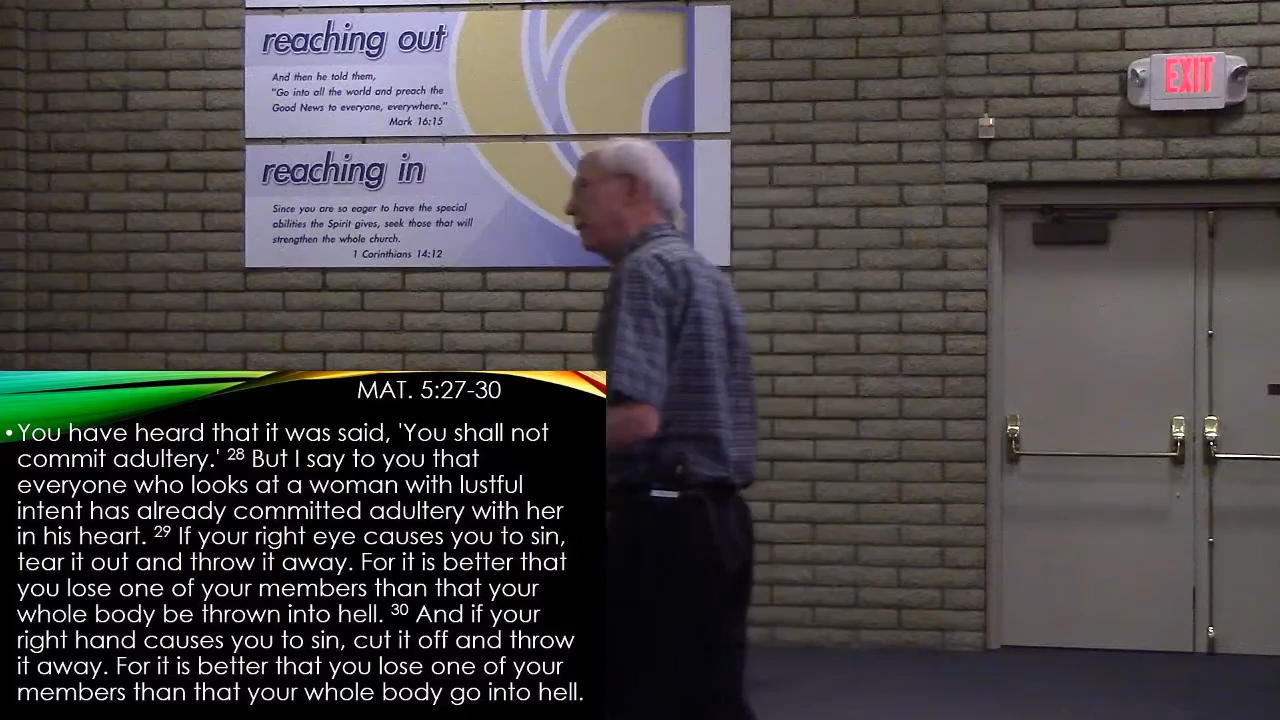 reaching out
And then he told them,
"Go into all the world and preach the
Good News to everyone, everywhere."
Mark 16:15
EXIT
reaching in
Since you are so eager to have the special
abilities the Spirit gives, seek those that will
strengthen the whole church.
1 Corinthians 14:12
MAT. 5:27-30
•You have heard that it was said, 'You shall not
commit adultery.' 28 But I say to you that
everyone who looks at a woman with lustful
intent has already committed adultery with her
in his heart. 29 If your right eye causes you to sin,
tear it out and throw it away. For it is better that
you lose one of your members than that your
whole body be thrown into hell. 30 And if your
right hand causes you to sin, cut it off and throw
it away. For it is better that you lose one of your
members than that your whole body go into hell.